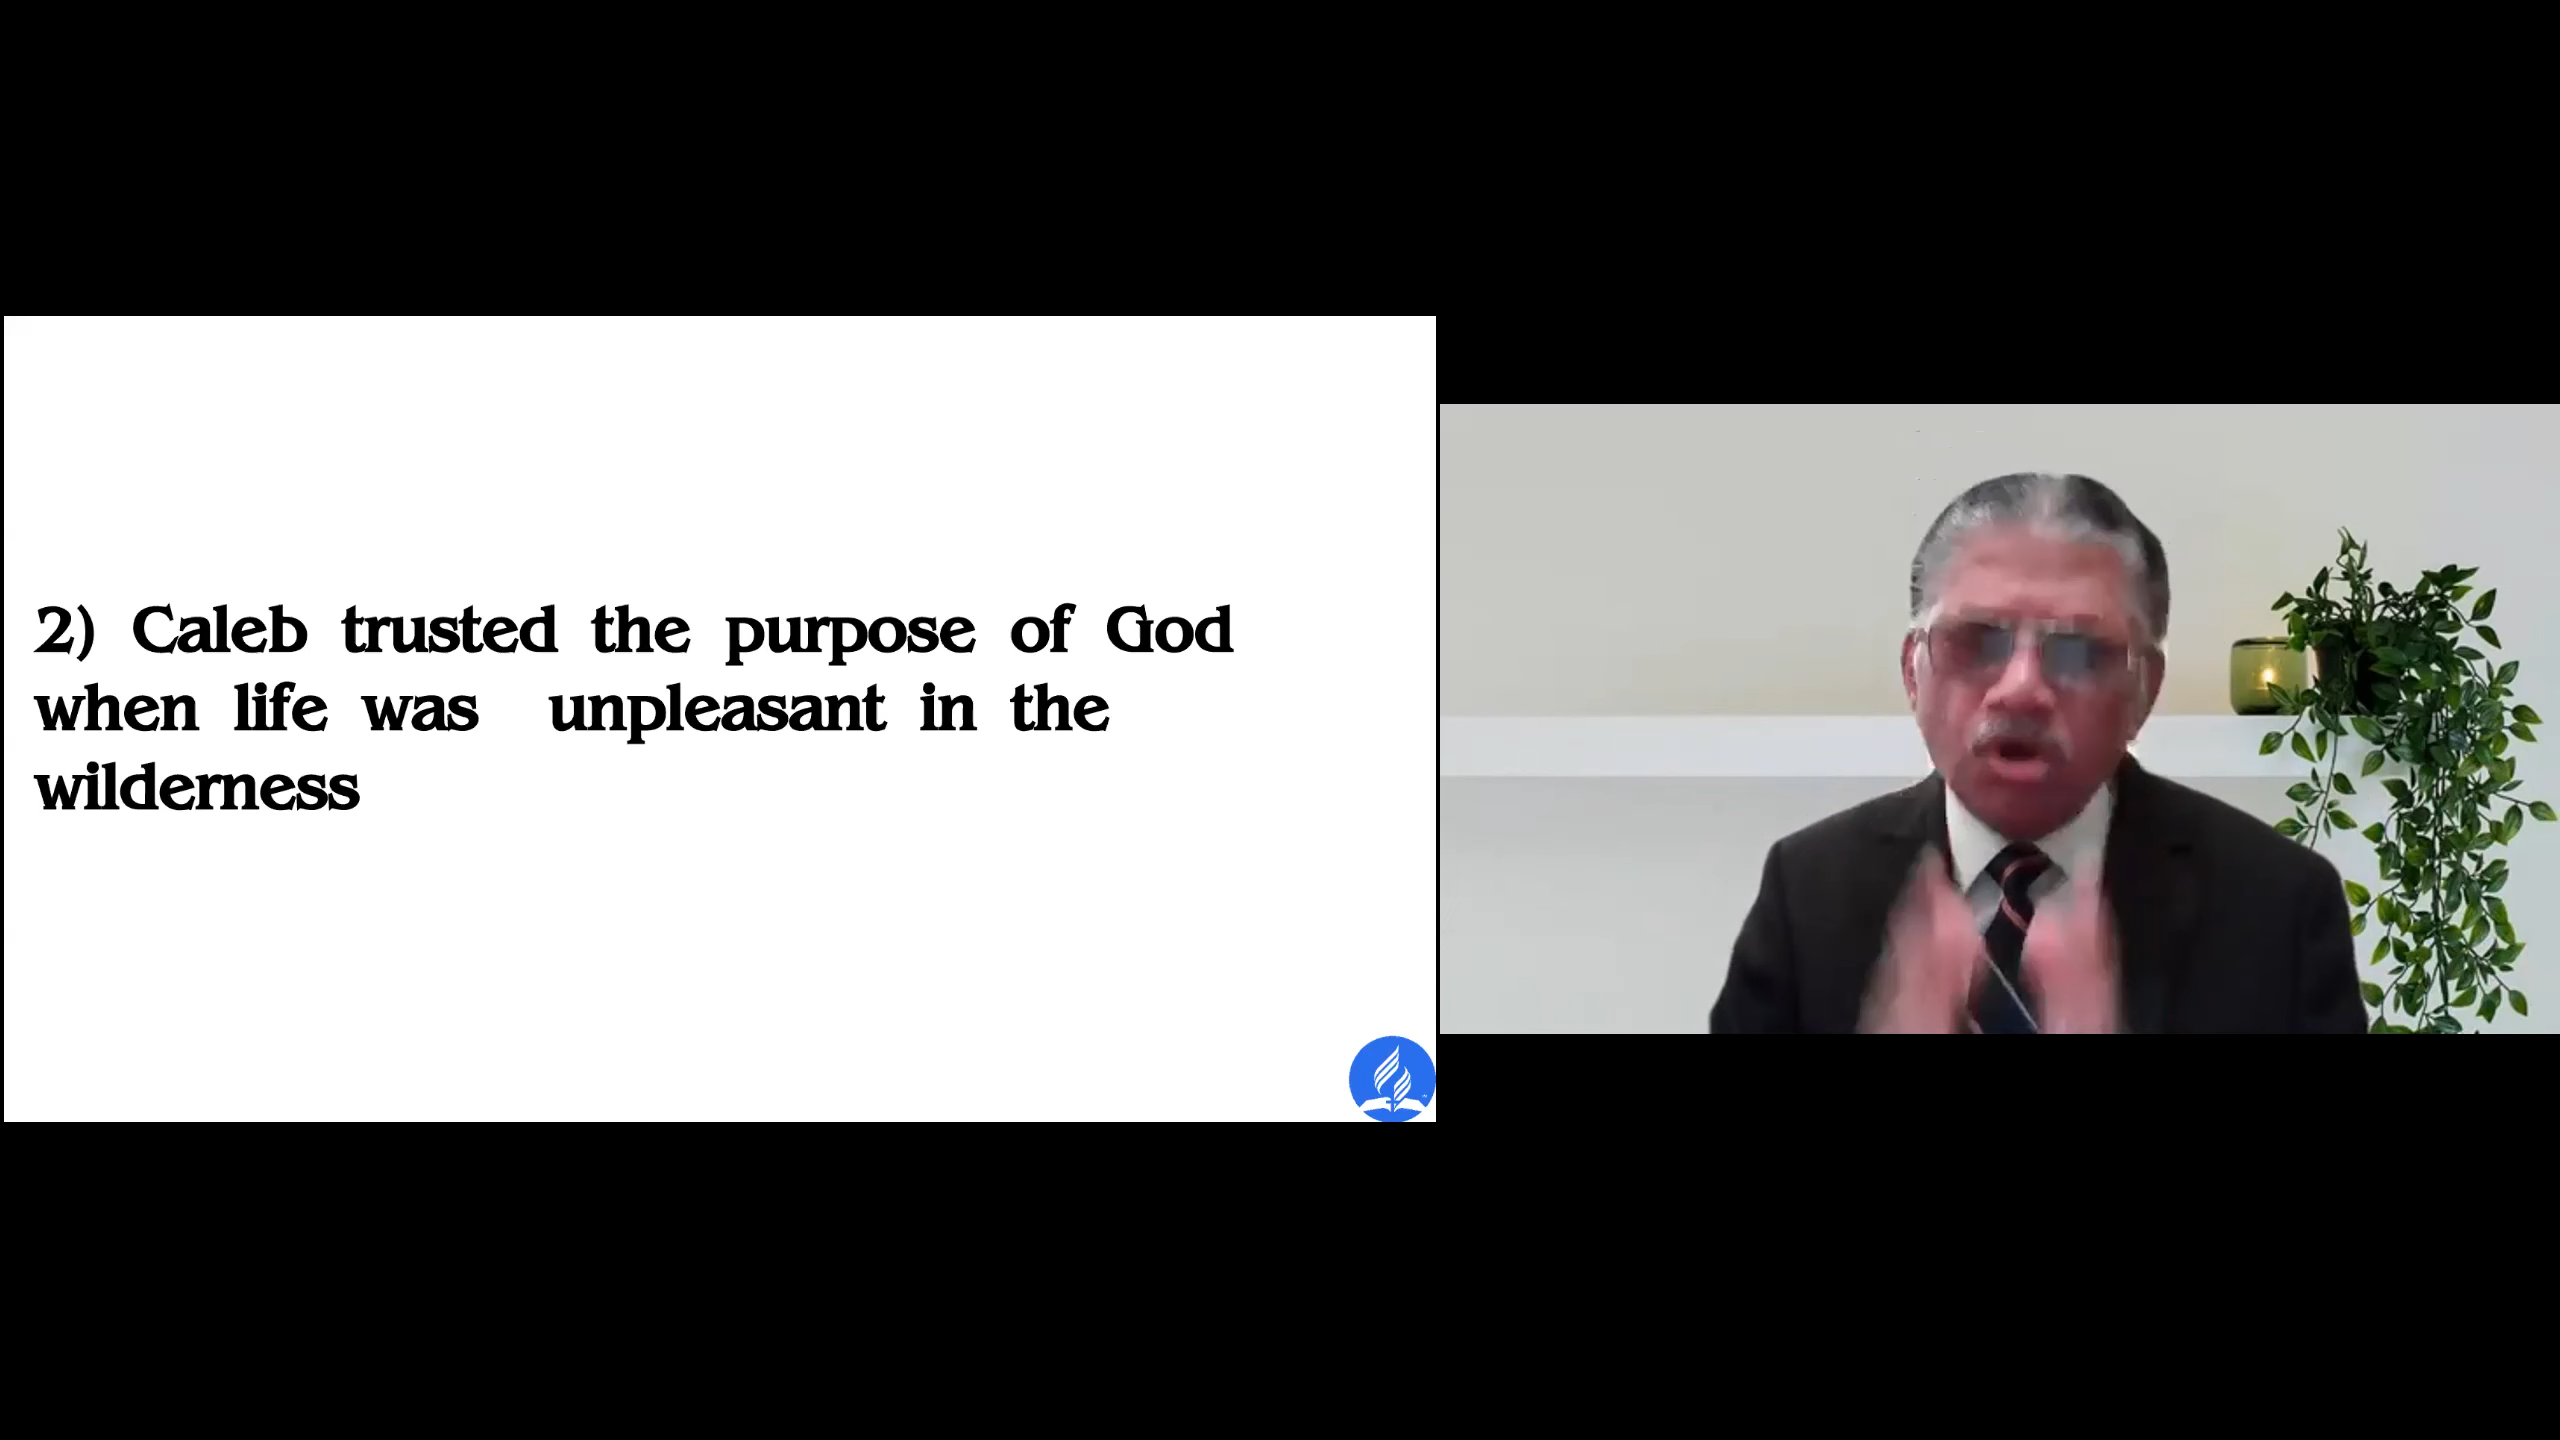 2) Caleb trusted the purpose of God
when life was unpleasant in the
wilderness